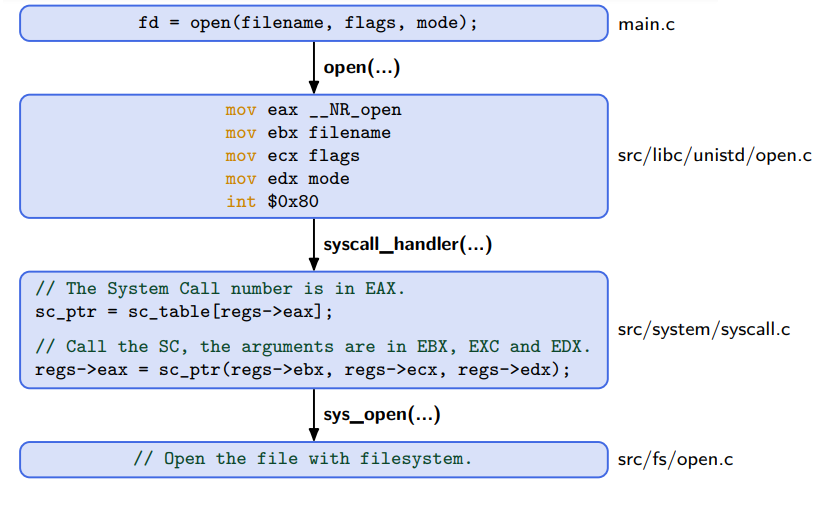 fd = open(filename, flags, mode);
main.c
open(...)
mov eax __NR_open
mov ebx filename
mov ecx flags
mov edx mode
int $0x80
src/libc/unistd/open.c
syscall_handler(...)
// The System Call number is in EAX.
sc_ptr = sc_table[regs->eax];
// Call the SC, the arguments are in EBX, EXC and EDX.
regs->eax = sc_ptr(regs->ebx, regs->ecx, regs->edx);
src/system/syscall.c
sys_open(...)
// Open the file with filesystem.
src/fs/open.c